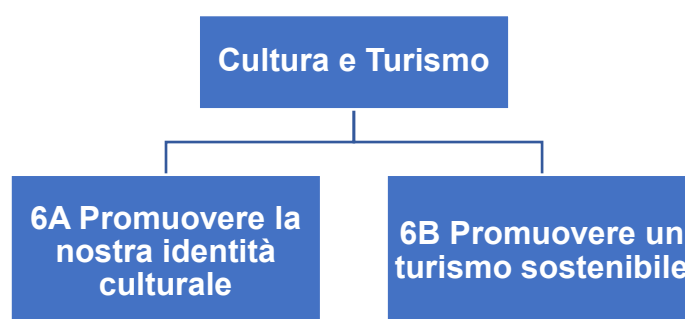 Cultura e Turismo
6A Promuovere la
nostra identità
culturale
6B Promuovere un
turismo sostenibile